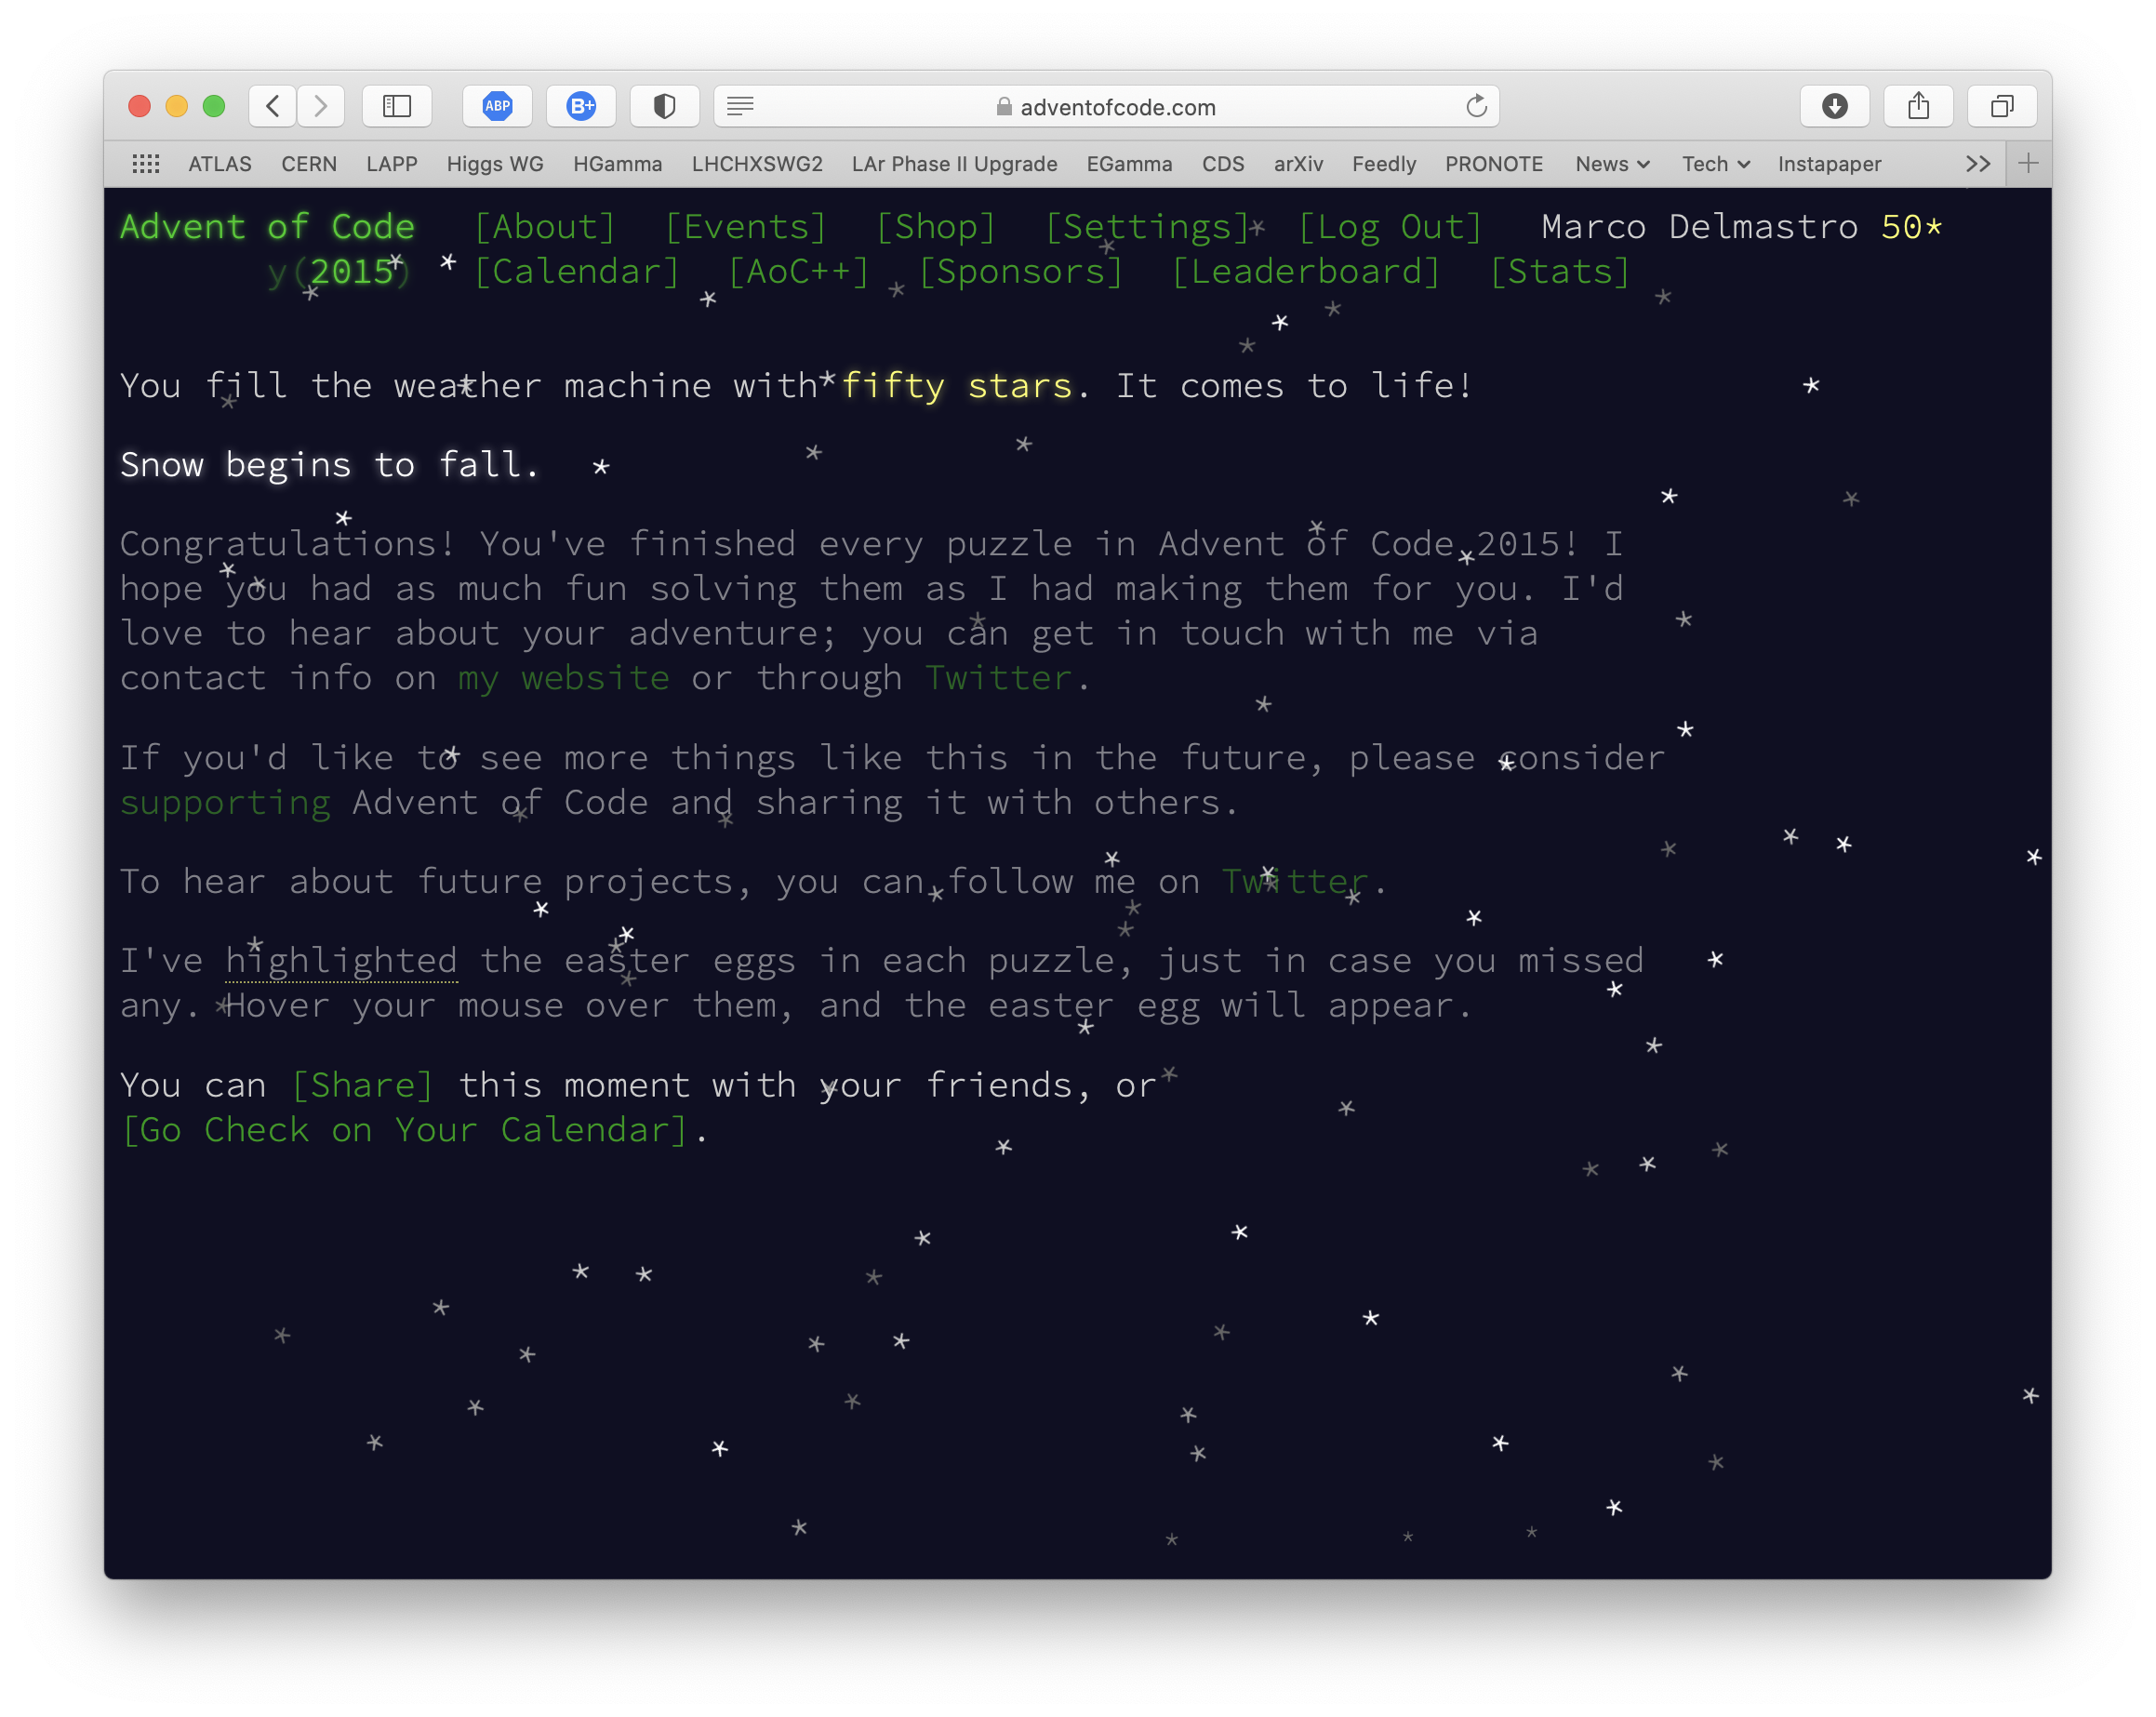 ABP B+ adventofcode.com
ATLAS CERN LAPP Higgs WG HGamma LHCHXSWG2 LAr Phase II Upgrade EGamma CDS arXiv Feedly PRONOTE News Tech Instapaper
Advent of Code [About] [Events] [Shop] [Settings] [Log Out] Marco Delmastro 50*
y(2015) [Calendar] [AoC++] [Sponsors] [Leaderboard] [Stats]
You fill the weather machine with fifty stars. It comes to life!
Snow begins to fall.
Congratulations! You've finished every puzzle in Advent of Code 2015! I
hope you had as much fun solving them as I had making them for you. I'd
love to hear about your adventure; you can get in touch with me via
contact info on my website or through Twitter.
If you'd like to see more things like this in the future, please consider
supporting Advent of Code and sharing it with others.
To hear about future projects, you can follow me on Twitter.
I've highlighted the easter eggs in each puzzle, just in case you missed
any. Hover your mouse over them, and the easter egg will appear.
You can [Share] this moment with your friends, or
[Go Check on Your Calendar].